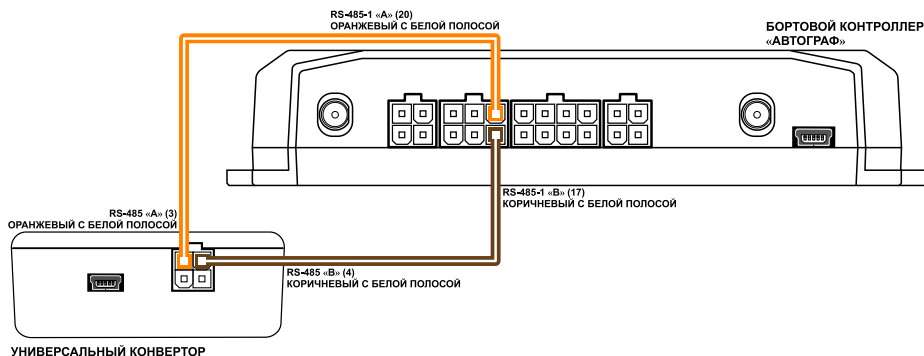 RS-485-1 «A» (20)
ОРАНЖЕВЫЙ С БЕЛОЙ ПОЛОСОЙ
БОРТОВОЙ КОНТРОЛЛЕР
«АВТОГРАФ»
RS-485-1 «B» (17)
КОРИЧНЕВЫЙ С БЕЛОЙ ПОЛОСОЙ
RS-485 «A» (3)
ОРАНЖЕВЫЙ С БЕЛОЙ ПОЛОСОЙ
RS-485 «B» (4)
КОРИЧНЕВЫЙ С БЕЛОЙ ПОЛОСОЙ
УНИВЕРСАЛЬНЫЙ КОНВЕРТОР